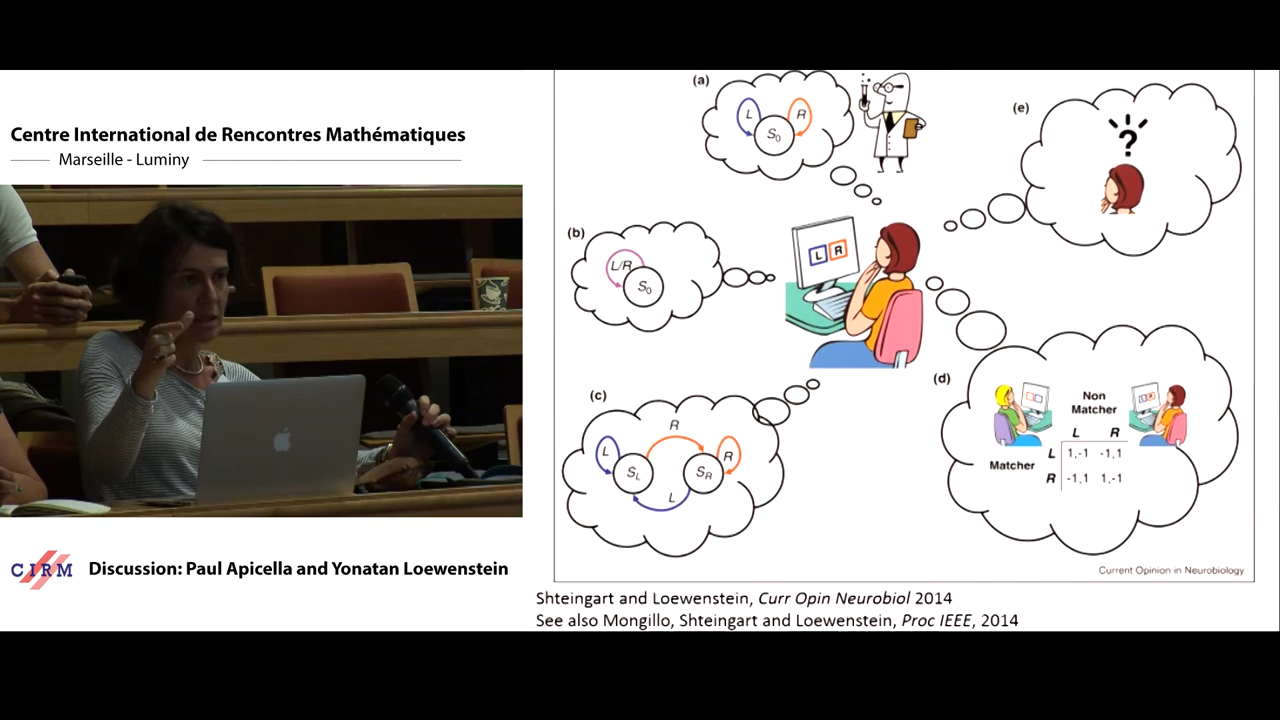 Centre International de Rencontres Mathématiques
Marseille - Luminy
CIRM
Discussion: Paul Apicella and Yonatan Loewenstein
(a)
L
R
S0
(b)
L/R
S0
(c)
R
L
SL
SR
R
L
L R
(e)
?
(d)
Non
Matcher
L R
Matcher
L 1,-1 -1,1
R -1,1 1,-1
Current Opinion in Neurobiology
Shteingart and Loewenstein, Curr Opin Neurobiol 2014
See also Mongillo, Shteingart and Loewenstein, Proc IEEE, 2014